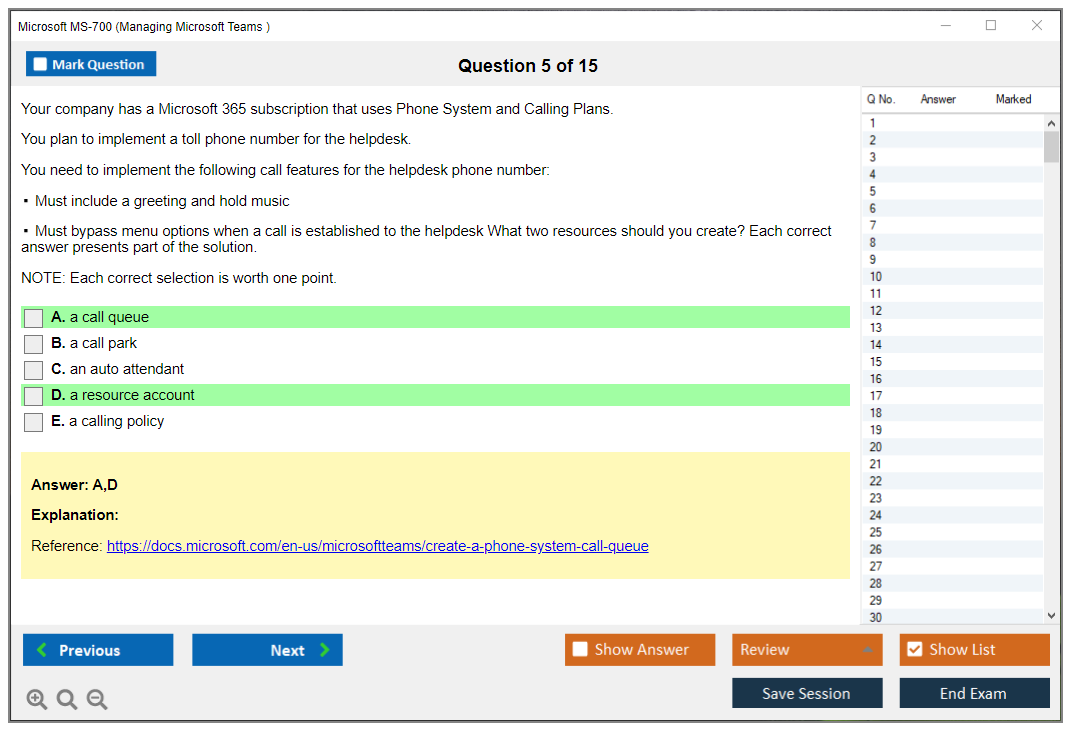 Microsoft MS-700 (Managing Microsoft Teams )
Mark Question
Question 5 of 15
Your company has a Microsoft 365 subscription that uses Phone System and Calling Plans.
You plan to implement a toll phone number for the helpdesk.
You need to implement the following call features for the helpdesk phone number:
▪ Must include a greeting and hold music
▪ Must bypass menu options when a call is established to the helpdesk What two resources should you create? Each correct
answer presents part of the solution.
NOTE: Each correct selection is worth one point.
A. a call queue
B. a call park
C. an auto attendant
D. a resource account
E. a calling policy
Answer: A,D
Explanation:
Reference: https://docs.microsoft.com/en-us/microsoftteams/create-a-phone-system-call-queue
Q No. Answer Marked
1
2
3
4
5
6
7
8
9
10
11
12
13
14
15
16
17
18
19
20
21
22
23
24
25
26
27
28
29
30
Previous
Next
Show Answer
Review
Show List
Save Session
End Exam